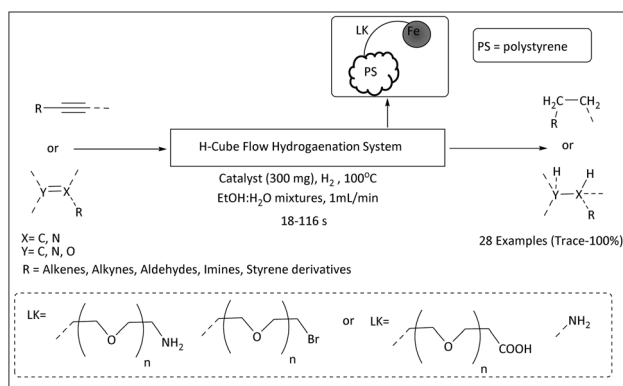 LK
Fe
PS
PS = polystyrene
R
or
Y
X
R
X= C, N
Y= C, N, O
R = Alkenes, Alkynes, Aldehydes, Imines, Styrene derivatives
H-Cube Flow Hydrogaenation System
Catalyst (300 mg), H2 , 100°C
EtOH:H2O mixtures, 1mL/min
18-116 s
H2C CH2
R
or
H H
Y X
R
28 Examples (Trace-100%)
LK=
O
NH2
n
O
Br
n
or
LK=
O
COOH
n
NH2